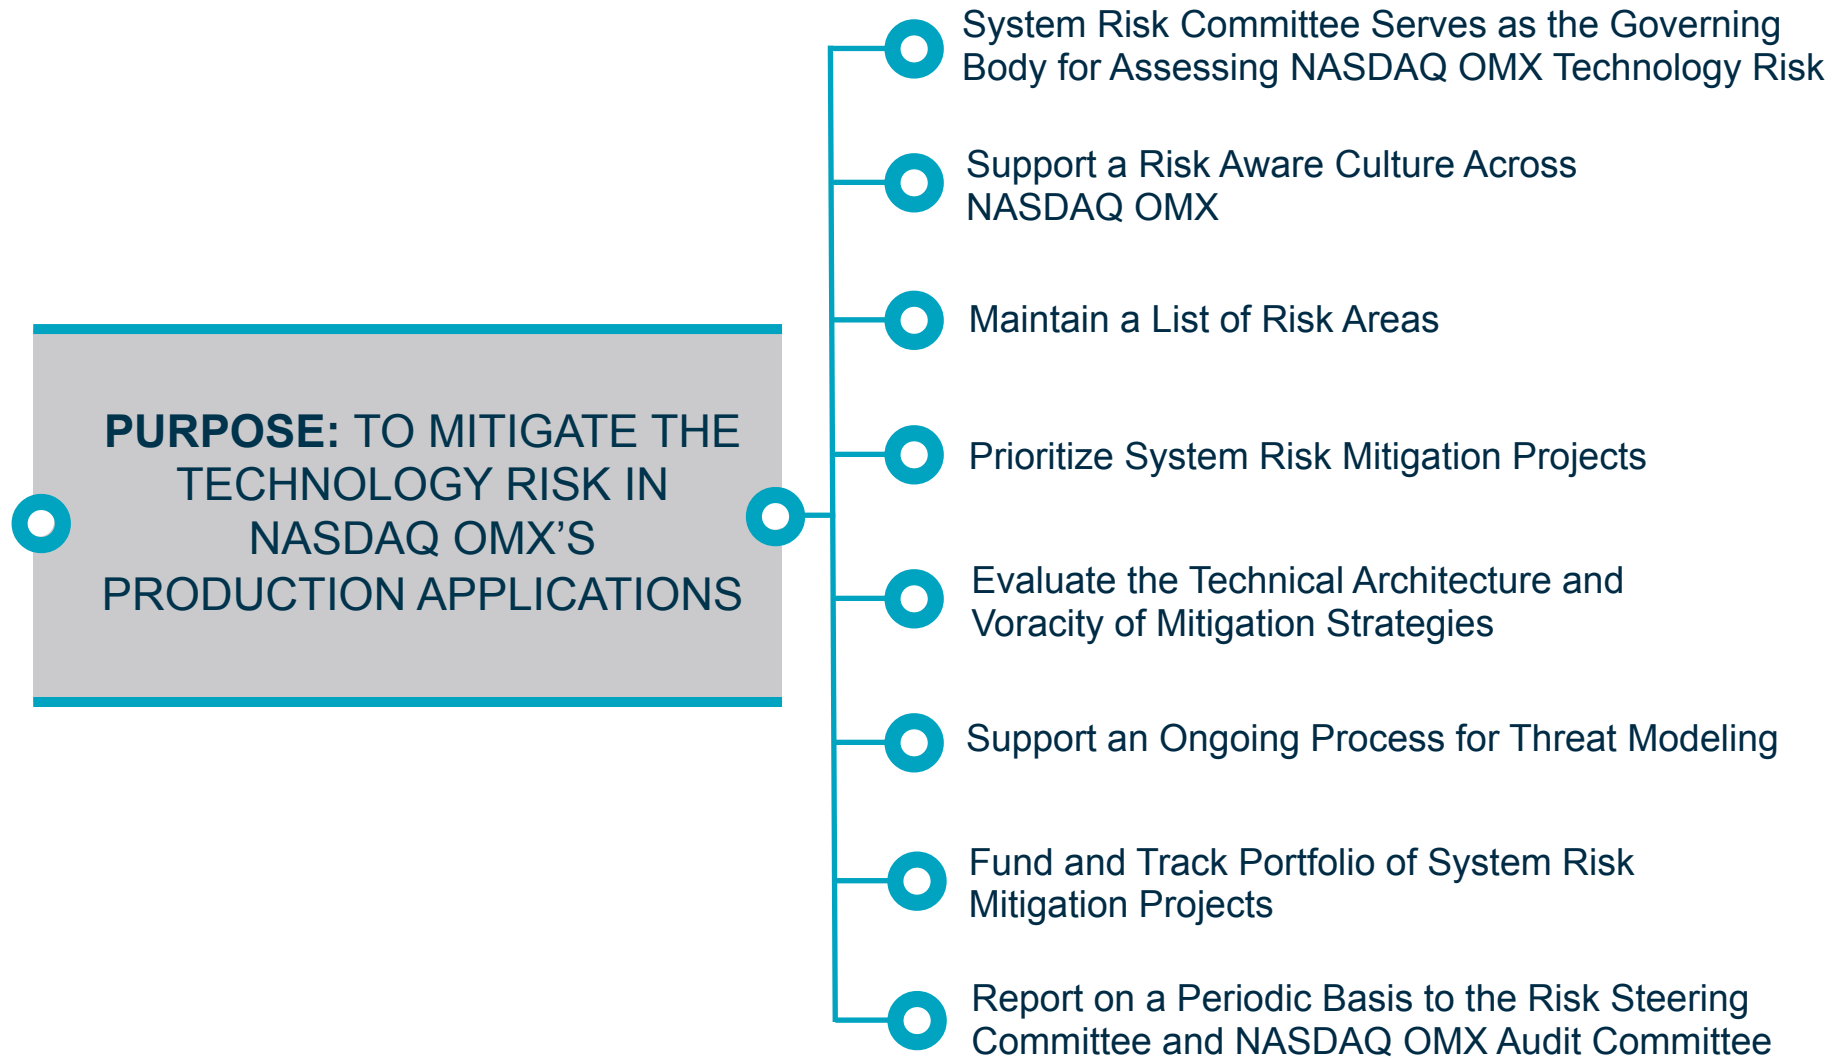 PURPOSE: TO MITIGATE THE
TECHNOLOGY RISK IN
NASDAQ OMX’S
PRODUCTION APPLICATIONS
System Risk Committee Serves as the Governing
Body for Assessing NASDAQ OMX Technology Risk
Support a Risk Aware Culture Across
NASDAQ OMX
Maintain a List of Risk Areas
Prioritize System Risk Mitigation Projects
Evaluate the Technical Architecture and
Voracity of Mitigation Strategies
Support an Ongoing Process for Threat Modeling
Fund and Track Portfolio of System Risk
Mitigation Projects
Report on a Periodic Basis to the Risk Steering
Committee and NASDAQ OMX Audit Committee